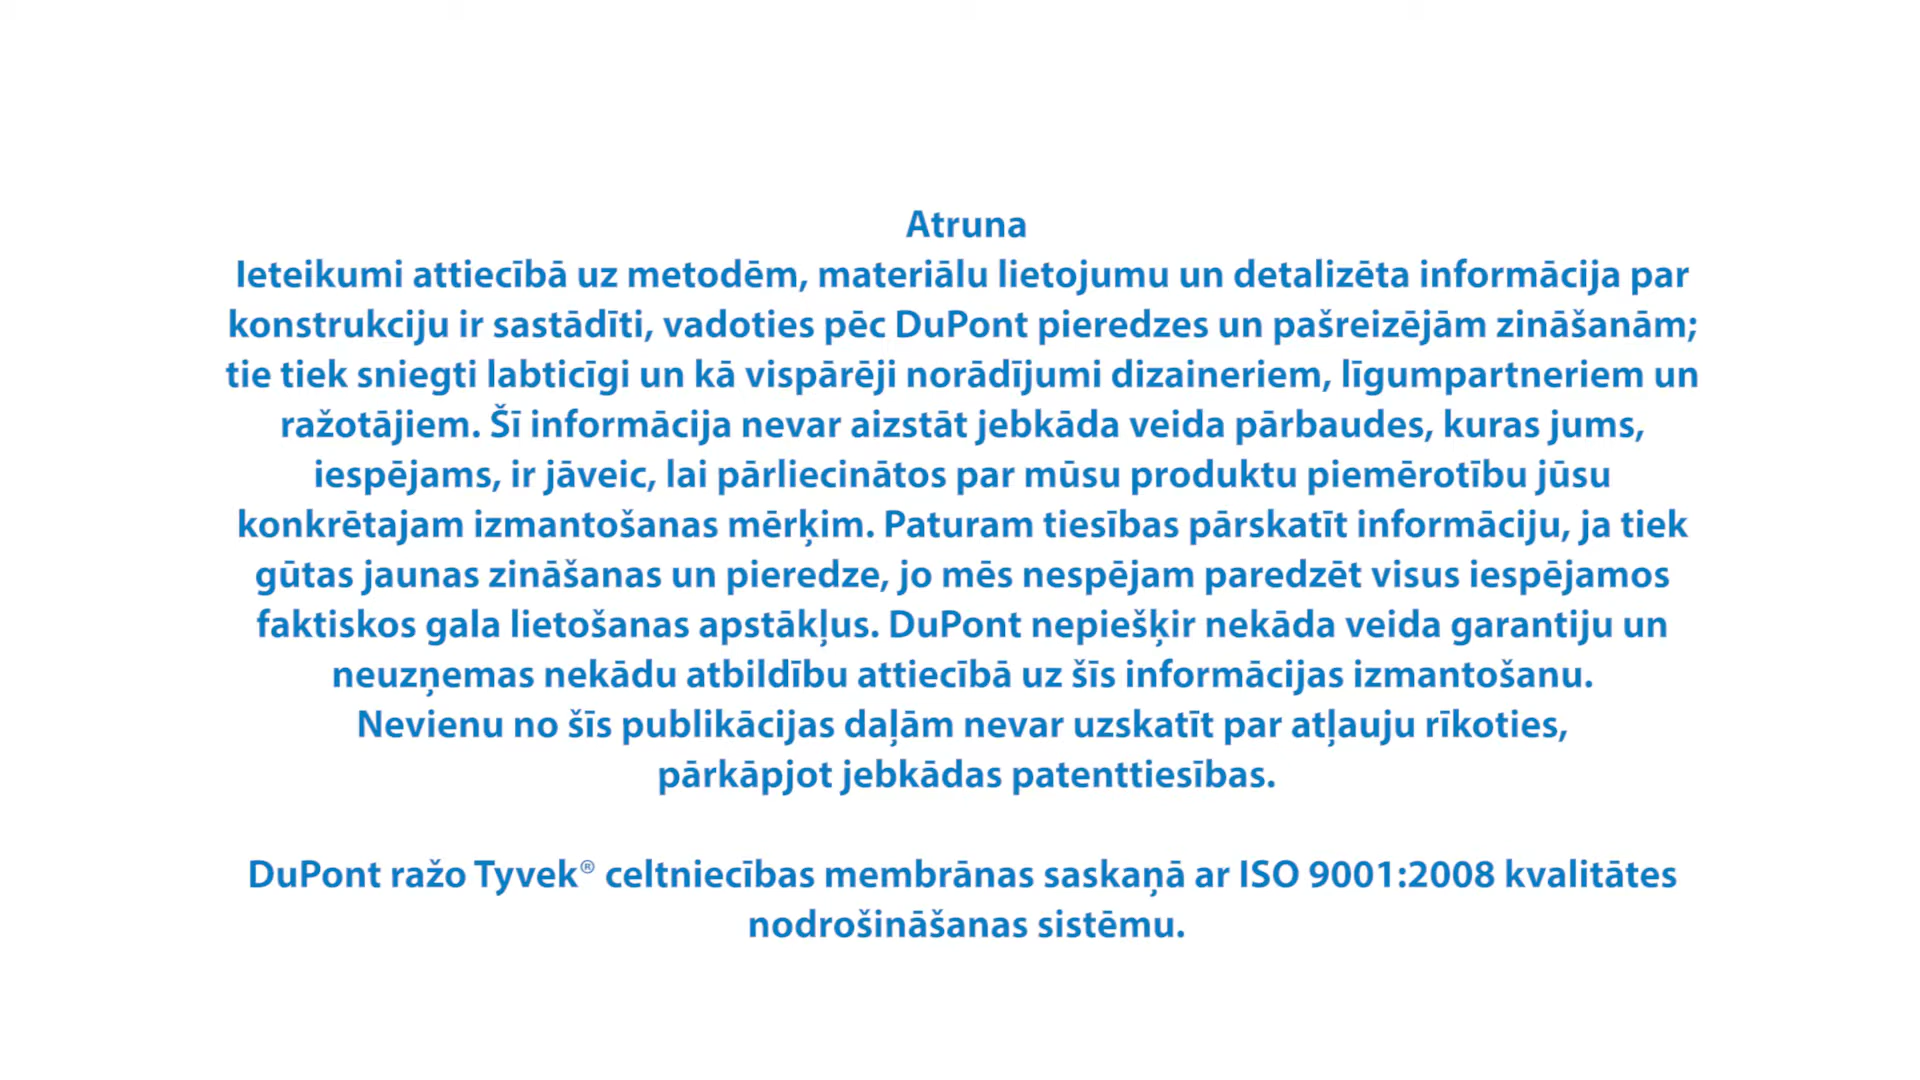 Atruna
Ieteikumi attiecībā uz metodēm, materiālu lietojumu un detalizēta informācija par
konstrukciju ir sastādīti, vadoties pēc DuPont pieredzes un pašreizējām zināšanām;
tie tiek sniegti labticīgi un kā vispārēji norādījumi dizaineriem, līgumpartneriem un
ražotājiem. Šī informācija nevar aizstāt jebkāda veida pārbaudes, kuras jums,
iespējams, ir jāveic, lai pārliecinātos par mūsu produktu piemērotību jūsu
konkrētajam izmantošanas mērķim. Paturam tiesības pārskatīt informāciju, ja tiek
gūtas jaunas zināšanas un pieredze, jo mēs nespējam paredzēt visus iespējamos
faktiskos gala lietošanas apstākļus. DuPont nepiešķir nekāda veida garantiju un
neuzņemas nekādu atbildību attiecībā uz šīs informācijas izmantošanu.
Nevienu no šīs publikācijas daļām nevar uzskatīt par atļauju rīkoties,
pārkāpjot jebkādas patenttiesības.
DuPont ražo Tyvek® celtniecības membrānas saskaņā ar ISO 9001:2008 kvalitātes
nodrošināšanas sistēmu.